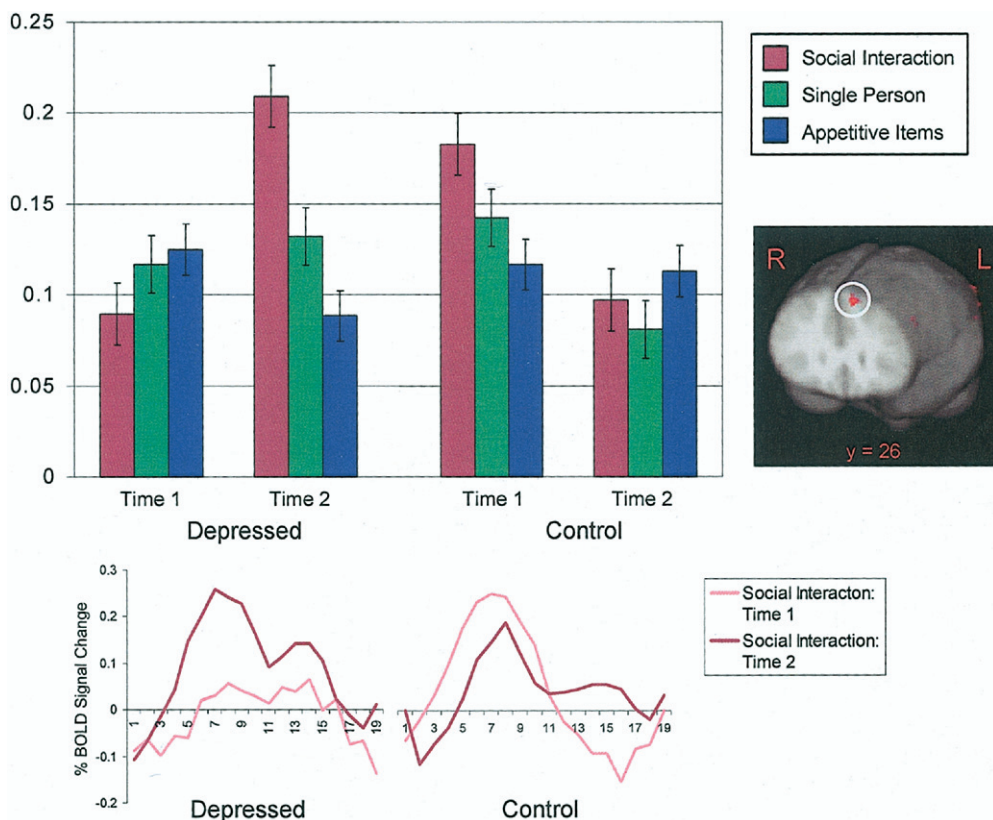 0.25
0.2
0.15
0.1
0.05
0
Time 1 Time 2 Time 1 Time 2
Depressed Control
Social Interaction
Single Person
Appetitive Items
R L
y = 26
% BOLD Signal Change
0.3
0.2
0.1
0
-0.1
-0.2
1 3 5 7 9 11 13 15 17 19
Depressed
1 3 5 7 9 11 13 15 17 19
Control
Social Interacton:
Time 1
Social Interaction:
Time 2